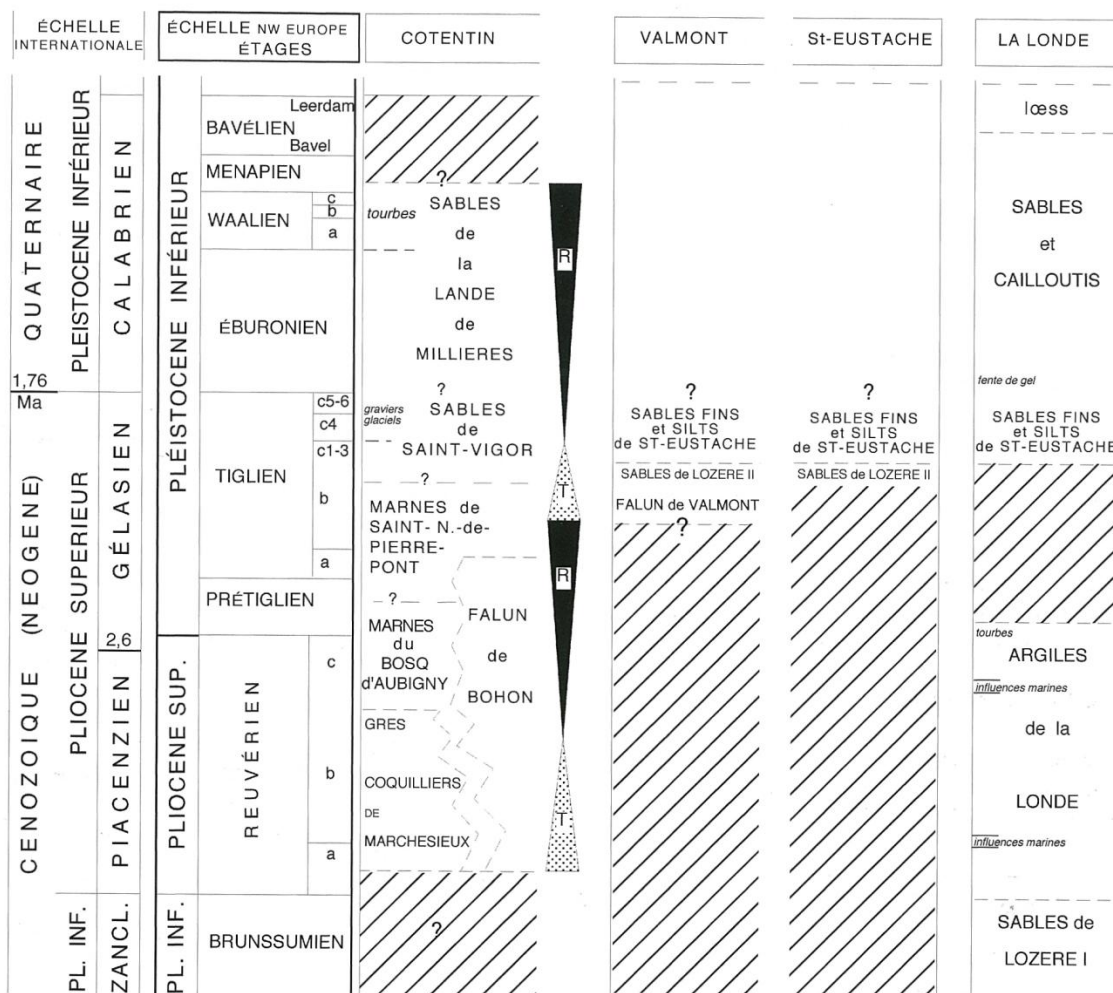 ÉCHELLE
INTERNATIONALE
ÉCHELLE NW EUROPE
ÉTAGES
COTENTIN
VALMONT
St-EUSTACHE
LA LONDE
CENOZOIQUE (NEOGENE)
QUATERNAIRE
1,76
Ma
PLEISTOCENE INFÉRIEUR
PLIOCENE SUPERIEUR
PL. INF.
CALABRIEN
GÉLASIEN
2,6
PIACENZIEN
ZANCL.
PLÉISTOCENE INFÉRIEUR
PLIOCENE SUP.
PL. INF.
Leerdam
BAVÉLIEN
Bavel
MENAPIEN
WAALIEN
c
b
a
ÉBURONIEN
TIGLIEN
c5-6
c4
c1-3
b
a
PRÉTIGLIEN
REUVÉRIEN
c
b
a
BRUNSSUMIEN
?
tourbes
SABLES
de
la
LANDE
de
MILLIERES
?
graviers
glaciels
SABLES
de
SAINT-VIGOR
?
MARNES de
SAINT- N.-de-
PIERRE-
PONT
?
MARNES
du
BOSQ
d'AUBIGNY
FALUN
de
BOHON
GRES
COQUILLIERS
DE
MARCHESIEUX
?
R
T
R
T
?
SABLES FINS
et SILTS
de ST-EUSTACHE
SABLES de LOZERE II
FALUN de VALMONT
?
?
SABLES FINS
et SILTS
de ST-EUSTACHE
SABLES de LOZERE II
lœss
SABLES
et
CAILLOUTIS
fente de gel
SABLES FINS
et SILTS
de ST-EUSTACHE
tourbes
ARGILES
influences marines
de la
LONDE
influences marines
SABLES de
LOZERE I